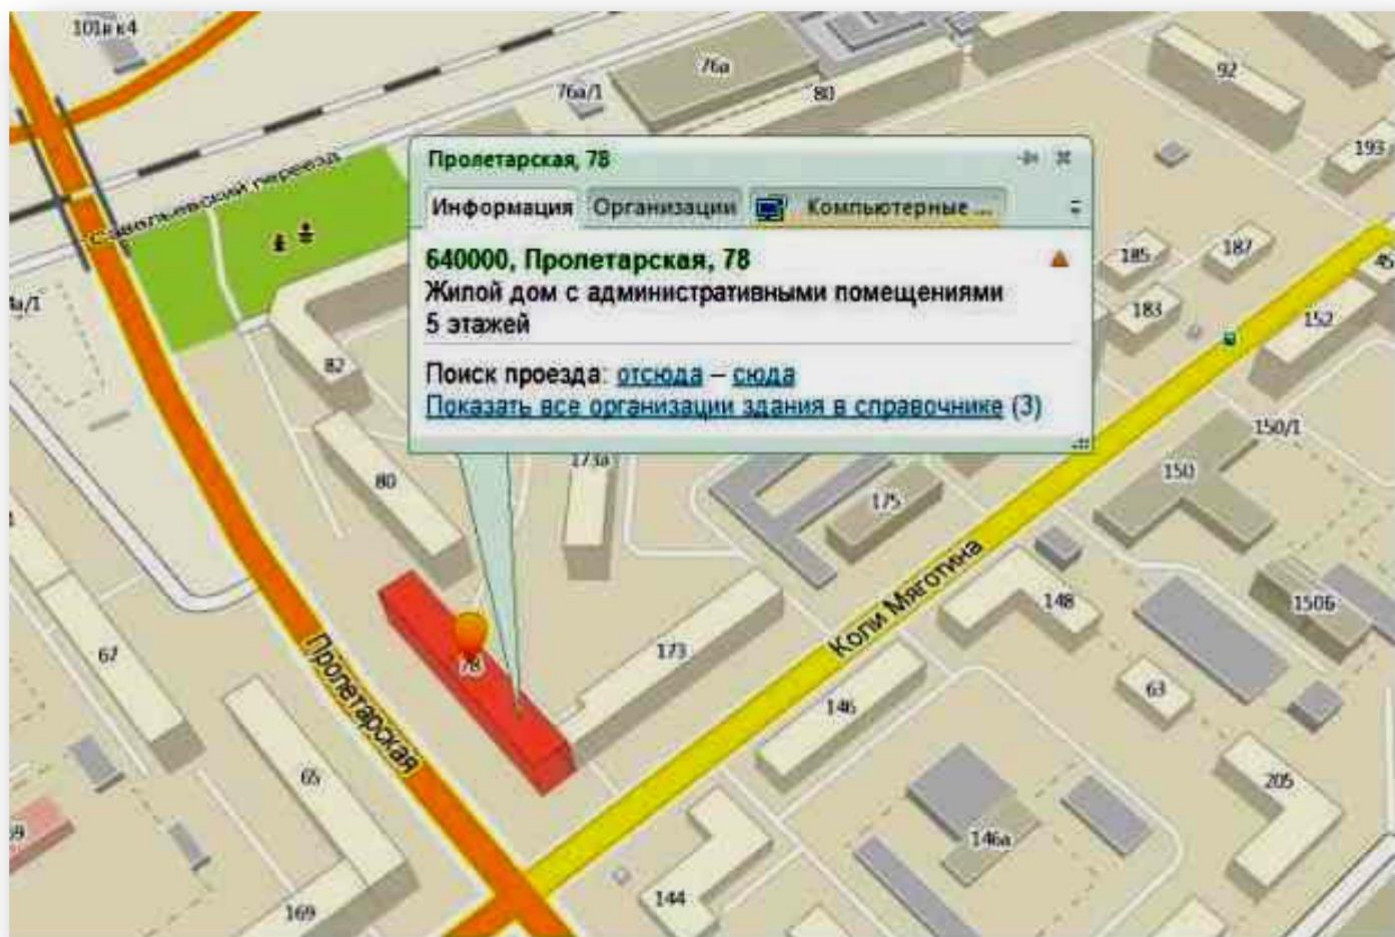 101в к4
76а
92
76а/1
80
193
Пролетарская, 78
Информация Организации Компьютерные ...
640000, Пролетарская, 78
Жилой дом с административными помещениями
5 этажей
Поиск проезда: отсюда – сюда
Показать все организации здания в справочнике (3)
переезд
185
187
183
152
45
82
150/1
80
173а
150
175
Коли Мяготина
148
150Б
78
173
67
Пролетарская
63
146
65
205
146а
144
169